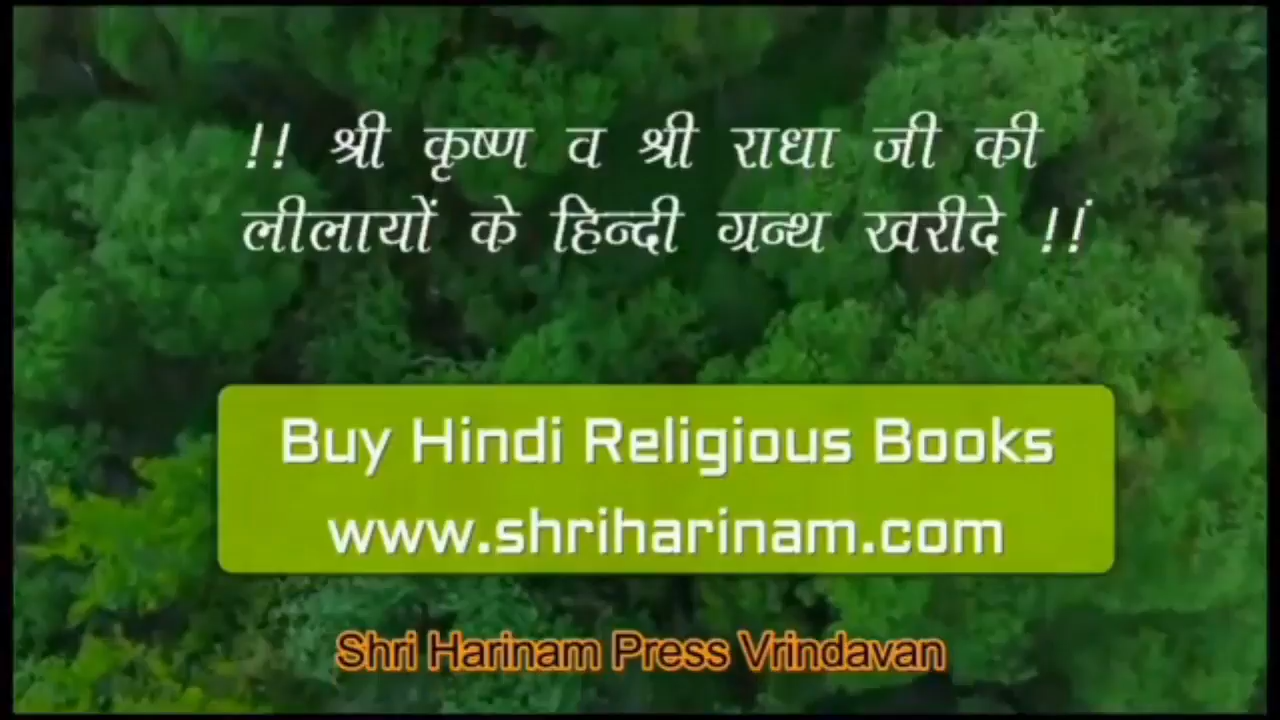 !! श्री कृष्ण व श्री राधा जी की
लीलायों के हिन्दी ग्रन्थ खरीदे !!ं
Buy Hindi Religious Books
www.shriharinam.com
Shri Harinam Press Vrindavan